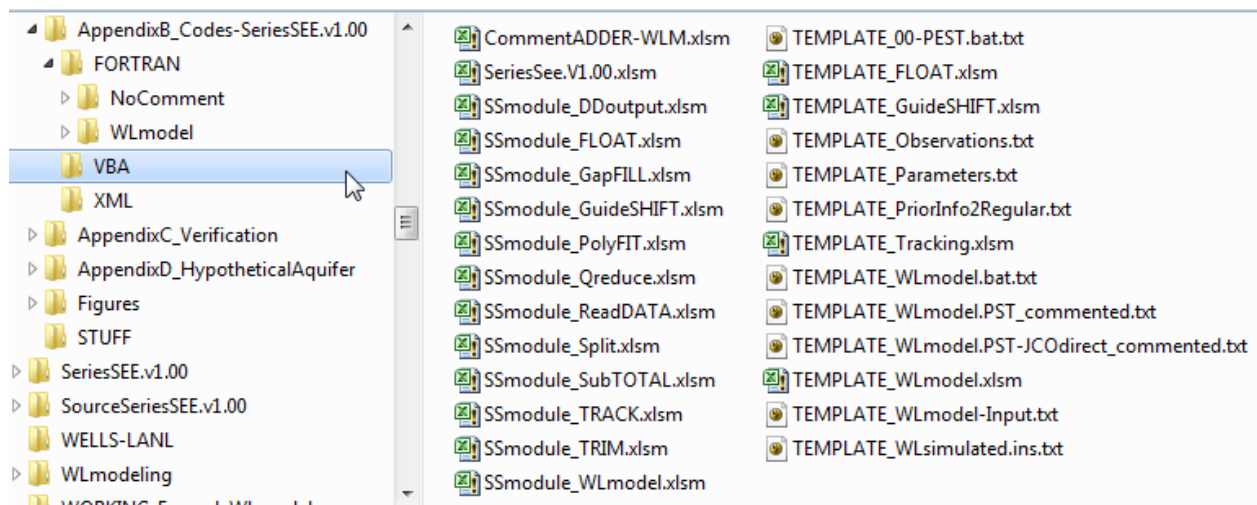 AppendixB_Codes-SeriesSEE.v1.00
FORTRAN
NoComment
WLmodel
VBA
XML
AppendixC_Verification
AppendixD_HypotheticalAquifer
Figures
STUFF
SeriesSEE.v1.00
SourceSeriesSEE.v1.00
WELLS-LANL
WLmodeling
CommentADDER-WLM.xlsm
SeriesSee.V1.00.xlsm
SSmodule_DDoutput.xlsm
SSmodule_FLOAT.xlsm
SSmodule_GapFILL.xlsm
SSmodule_GuideSHIFT.xlsm
SSmodule_PolyFIT.xlsm
SSmodule_Qreduce.xlsm
SSmodule_ReadDATA.xlsm
SSmodule_Split.xlsm
SSmodule_SubTOTAL.xlsm
SSmodule_TRACK.xlsm
SSmodule_TRIM.xlsm
SSmodule_WLmodel.xlsm
TEMPLATE_00-PEST.bat.txt
TEMPLATE_FLOAT.xlsm
TEMPLATE_GuideSHIFT.xlsm
TEMPLATE_Observations.txt
TEMPLATE_Parameters.txt
TEMPLATE_PriorInfo2Regular.txt
TEMPLATE_Tracking.xlsm
TEMPLATE_WLmodel.bat.txt
TEMPLATE_WLmodel.PST_commented.txt
TEMPLATE_WLmodel.PST-JCOdirect_commented.txt
TEMPLATE_WLmodel.xlsm
TEMPLATE_WLmodel-Input.txt
TEMPLATE_WLsimulated.ins.txt